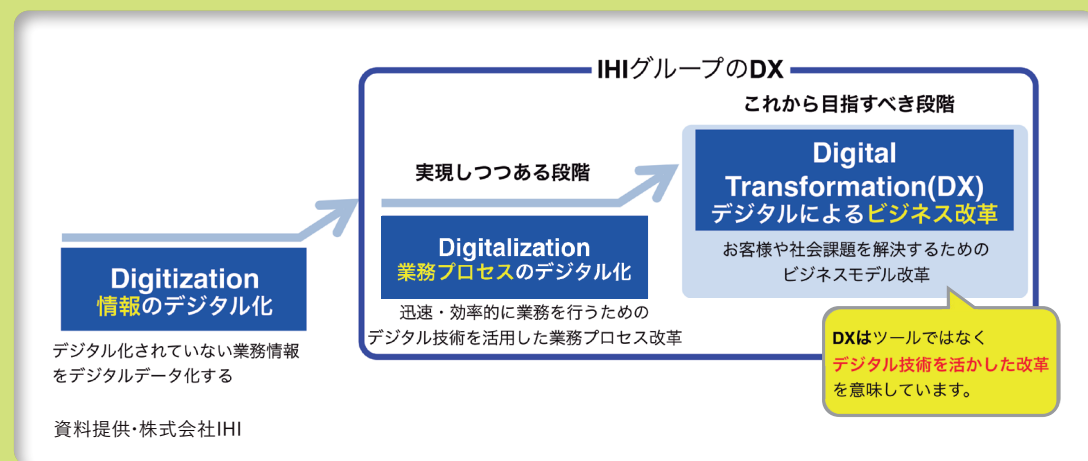 IHIグループのDX
これから目指すべき段階
Digital
Transformation(DX)
デジタルによるビジネス改革
お客様や社会課題を解決するための
ビジネスモデル改革
実現しつつある段階
Digitalization
業務プロセスのデジタル化
迅速・効率的に業務を行うための
デジタル技術を活用した業務プロセス改革
Digitization
情報のデジタル化
デジタル化されていない業務情報
をデジタルデータ化する
DXはツールではなく
デジタル技術を活かした改革
を意味しています。
資料提供・株式会社IHI